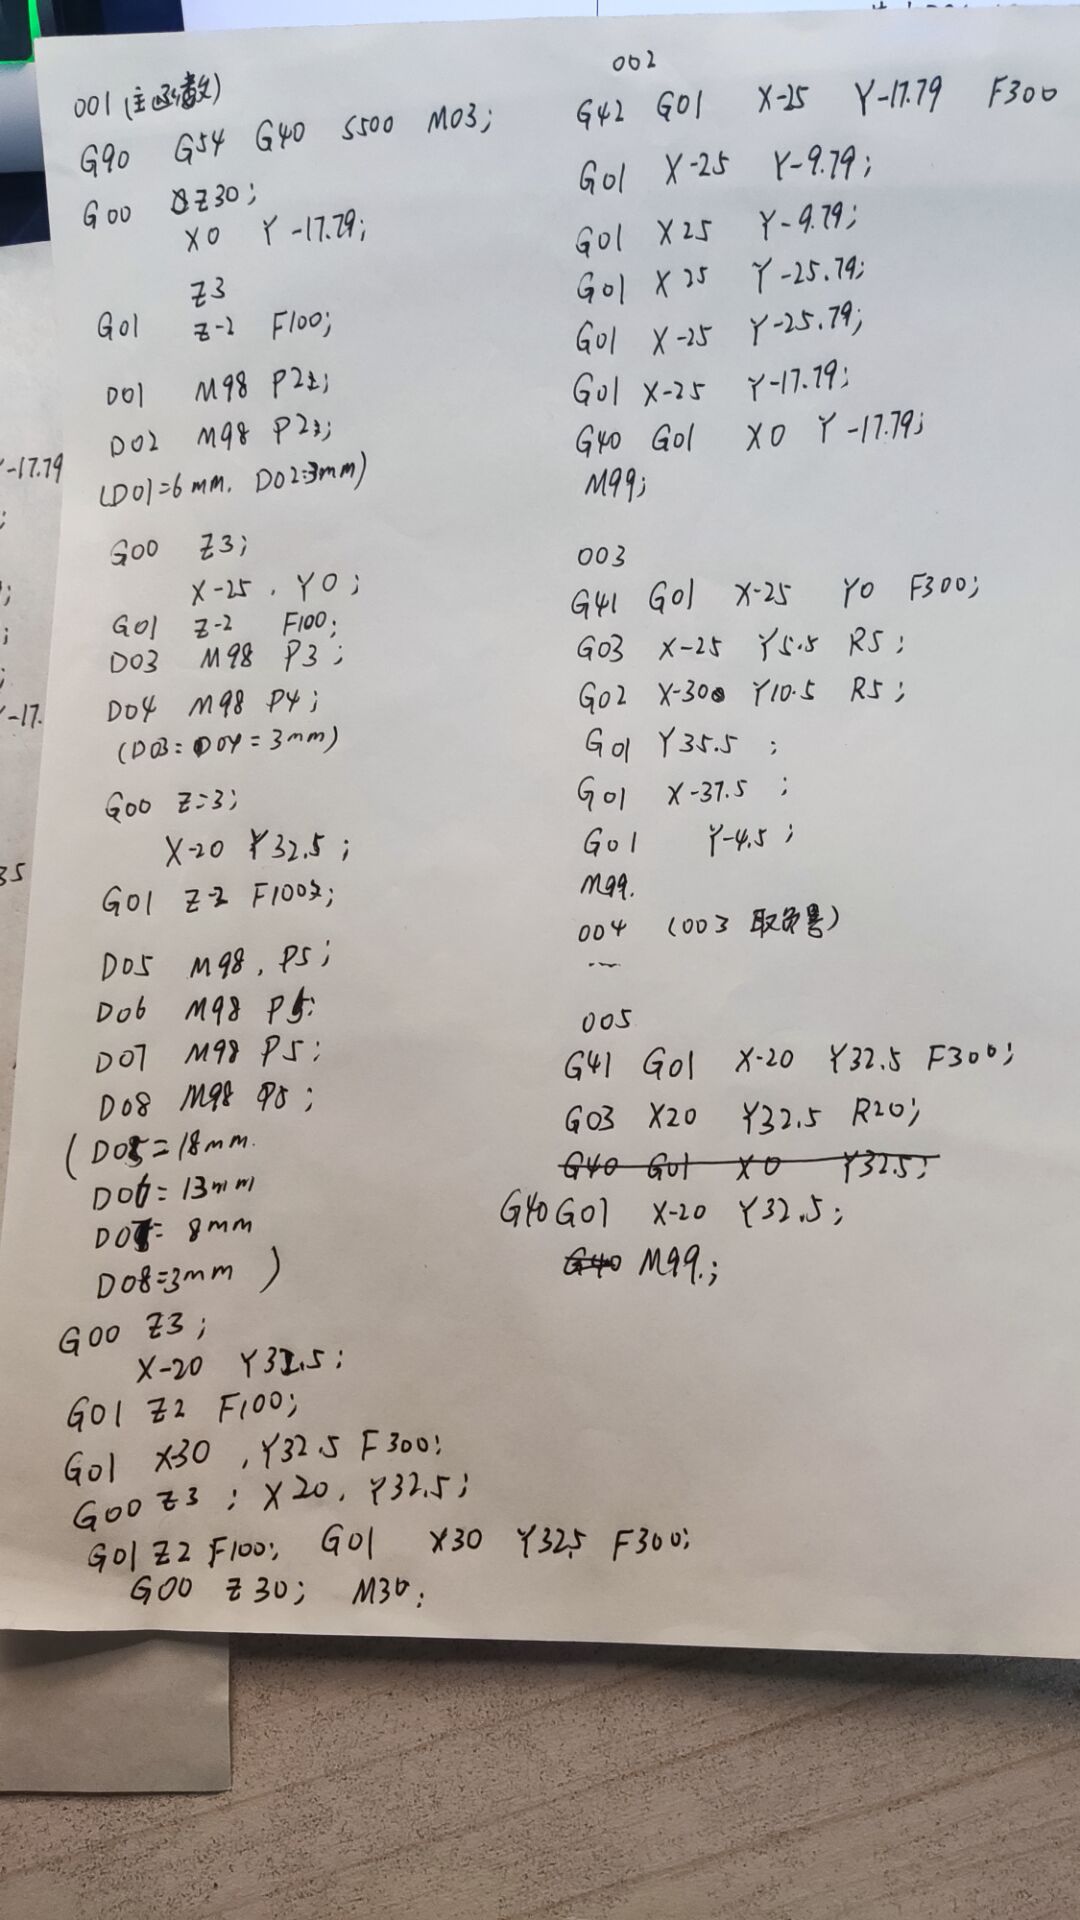 001 (主函数)
G90 G54 G40 S500 M03;
G00 Z30;
X0 Y-17.79;
Z3
G01 Z-2 F100;
D01 M98 P2;
D02 M98 P2;
(D01=6mm. D02=3mm)
G00 Z3;
X-25. Y0;
G01 Z-2 F100;
D03 M98 P3;
D04 M98 P4;
(D03=D04=3mm)
G00 Z=3;
X-20 Y32.5;
G01 Z-2 F100;
D05 M98, P5;
D06 M98 P5;
D07 M98 P5;
D08 M98 P5;
(D05=18mm.
D06=13mm
D07=8mm
D08=3mm)
G00 Z3;
X-20 Y32.5;
G01 Z2 F100;
G01 X-30, Y32.5 F300;
G00 Z3; X20. Y32.5;
G01 Z2 F100; G01 X30 Y32.5 F300;
G00 Z30; M30;
002
G42 G01 X-25 Y-17.79 F300
G01 X-25 Y-9.79;
G01 X25 Y-9.79;
G01 X25 Y-25.79;
G01 X-25 Y-25.79;
G01 X-25 Y-17.79;
G40 G01 X0 Y-17.79;
M99;
003
G41 G01 X-25 Y0 F300;
G03 X-25 Y5.5 R5;
G02 X-30 Y10.5 R5;
G01 Y35.5;
G01 X-37.5;
G01 Y-4.5;
M99.
004 (003 取负号)
...
005
G41 G01 X-20 Y32.5 F300;
G03 X20 Y32.5 R20;
G40 G01 X0 Y32.5;
G40 G01 X-20 Y32.5;
G40 M99.;
-17.79
-17.
35